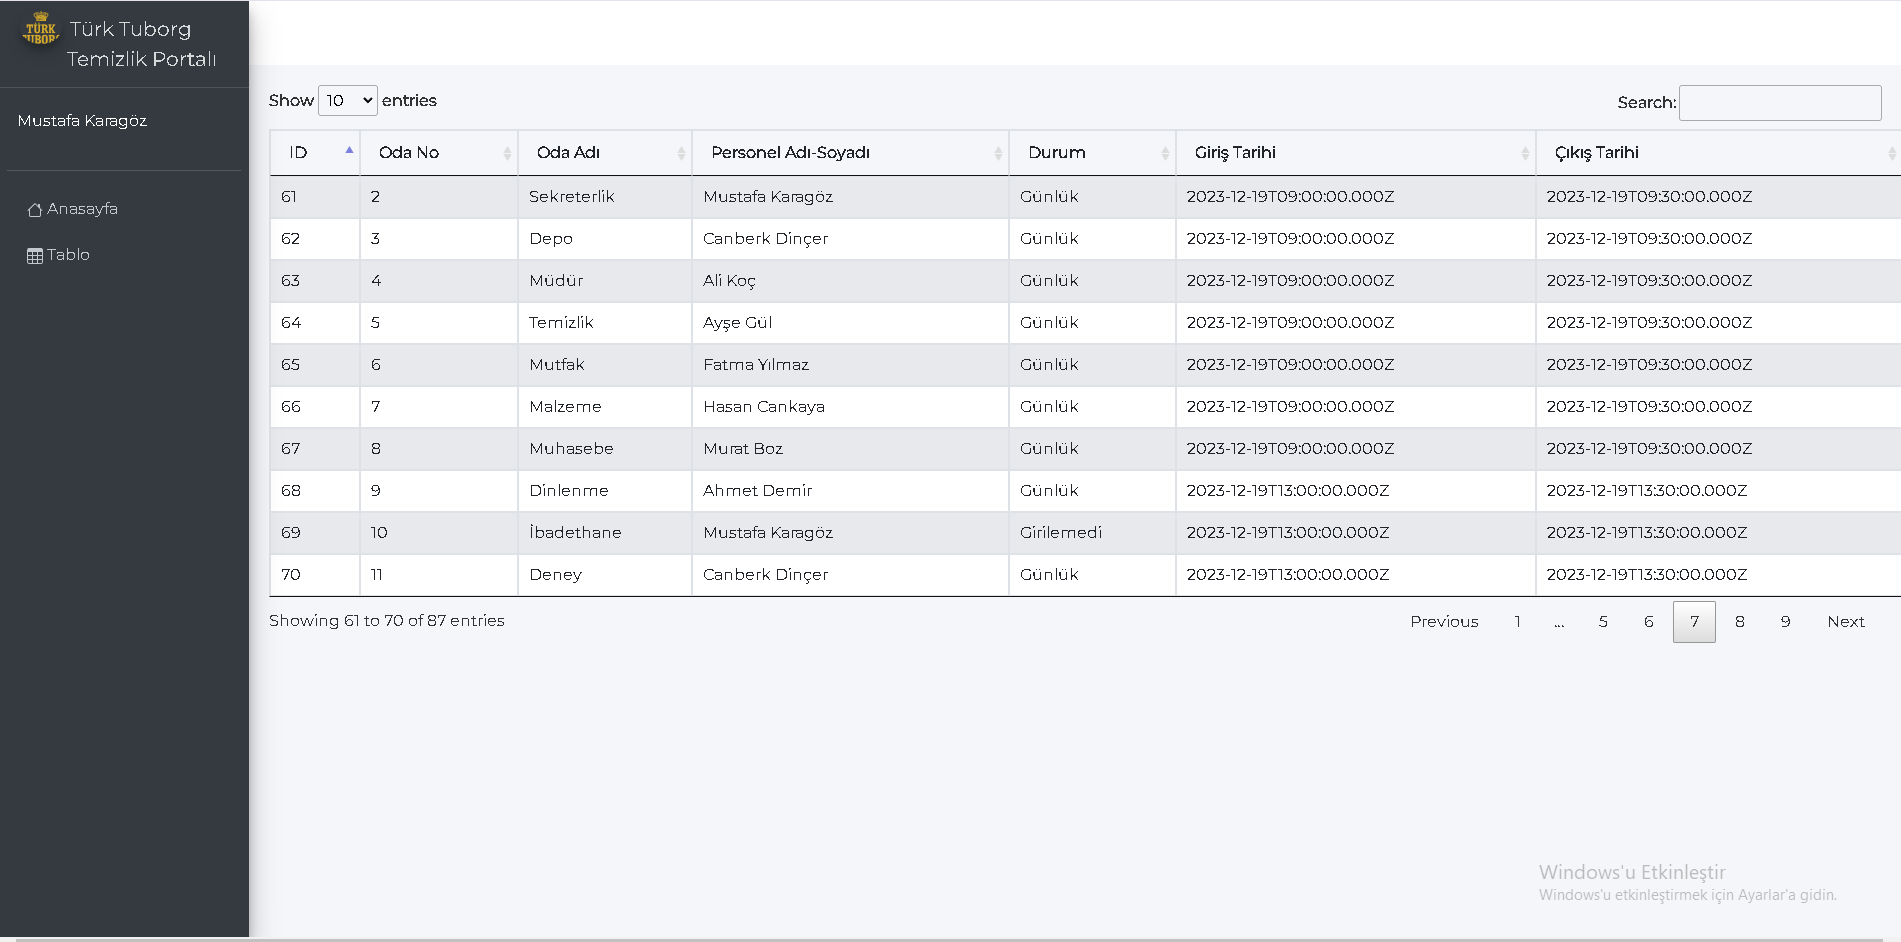 TÜRK
TUBORG
Türk Tuborg
Temizlik Portalı
Mustafa Karagöz
Anasayfa
Tablo
Show 10 entries
Search:
ID Oda No Oda Adı Personel Adı-Soyadı Durum Giriş Tarihi Çıkış Tarihi
61 2 Sekreterlik Mustafa Karagöz Günlük 2023-12-19T09:00:00.000Z 2023-12-19T09:30:00.000Z
62 3 Depo Canberk Dinçer Günlük 2023-12-19T09:00:00.000Z 2023-12-19T09:30:00.000Z
63 4 Müdür Ali Koç Günlük 2023-12-19T09:00:00.000Z 2023-12-19T09:30:00.000Z
64 5 Temizlik Ayşe Gül Günlük 2023-12-19T09:00:00.000Z 2023-12-19T09:30:00.000Z
65 6 Mutfak Fatma Yılmaz Günlük 2023-12-19T09:00:00.000Z 2023-12-19T09:30:00.000Z
66 7 Malzeme Hasan Cankaya Günlük 2023-12-19T09:00:00.000Z 2023-12-19T09:30:00.000Z
67 8 Muhasebe Murat Boz Günlük 2023-12-19T09:00:00.000Z 2023-12-19T09:30:00.000Z
68 9 Dinlenme Ahmet Demir Günlük 2023-12-19T13:00:00.000Z 2023-12-19T13:30:00.000Z
69 10 İbadethane Mustafa Karagöz Girilemedi 2023-12-19T13:00:00.000Z 2023-12-19T13:30:00.000Z
70 11 Deney Canberk Dinçer Günlük 2023-12-19T13:00:00.000Z 2023-12-19T13:30:00.000Z
Showing 61 to 70 of 87 entries
Previous 1 … 5 6 7 8 9 Next
Windows'u Etkinleştir
Windows'u etkinleştirmek için Ayarlar'a gidin.